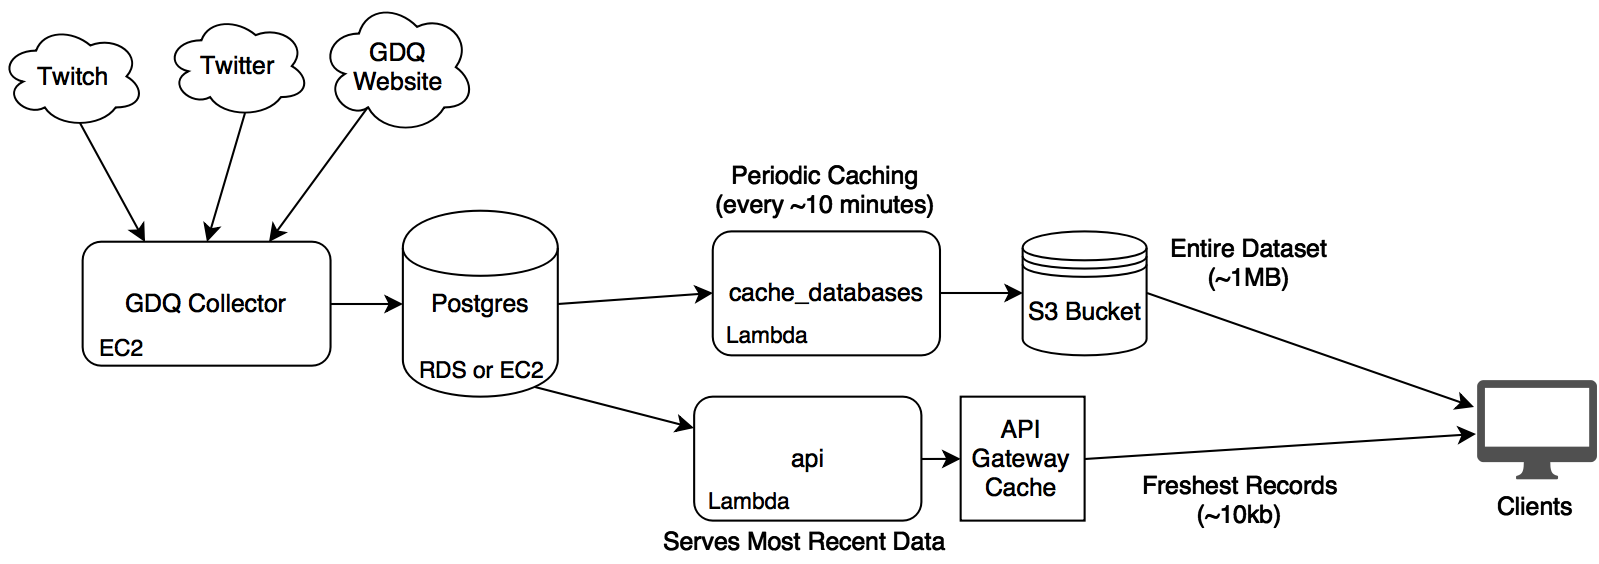 Twitch
Twitter
GDQ
Website
GDQ Collector
EC2
Postgres
RDS or EC2
Periodic Caching
(every ~10 minutes)
cache_databases
Lambda
S3 Bucket
Entire Dataset
(~1MB)
api
Lambda
Serves Most Recent Data
API
Gateway
Cache
Freshest Records
(~10kb)
Clients